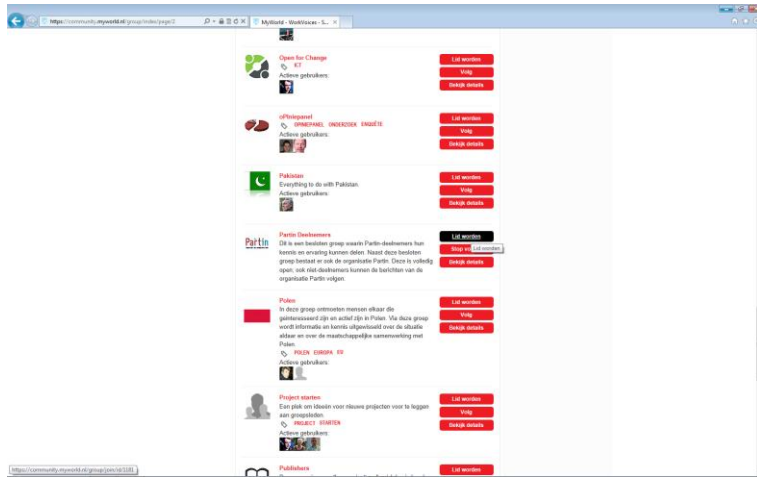 https://community.myworld.nl/group/index/page/2
MyWorld - WorkVoices - S...
Open for Change
ICT
Actieve gebruikers:
Lid worden
Volg
Bekijk details
oPiniepanel
OPINIEPANEL ONDERZOEK ENQUÊTE
Actieve gebruikers:
Lid worden
Volg
Bekijk details
Pakistan
Everything to do with Pakistan.
Actieve gebruikers:
Lid worden
Volg
Bekijk details
Partin
Partin Deelnemers
Dit is een besloten groep waarin Partin-deelnemers hun
kennis en ervaring kunnen delen. Naast deze besloten
groep bestaat er ook de organisatie Partin. Deze is volledig
open; ook niet-deelnemers kunnen de berichten van de
organisatie Partin volgen.
Lid worden
Stop
Lid worden
Bekijk details
Polen
In deze groep ontmoeten mensen elkaar die
geïnteresseerd zijn en actief zijn in Polen. Via deze groep
wordt informatie en kennis uitgewisseld over de situatie
aldaar en over de maatschappelijke samenwerking met
Polen.
POLEN EUROPA EU
Actieve gebruikers:
Lid worden
Volg
Bekijk details
Project starten
Een plek om ideeën voor nieuwe projecten voor te leggen
aan groepsleden.
PROJECT STARTEN
Actieve gebruikers:
Lid worden
Volg
Bekijk details
Publishers
Lid worden
https://community.myworld.nl/group/join/id/1181